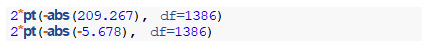 2*pt(-abs(209.267), df=1386)
2*pt(-abs(-5.678), df=1386)